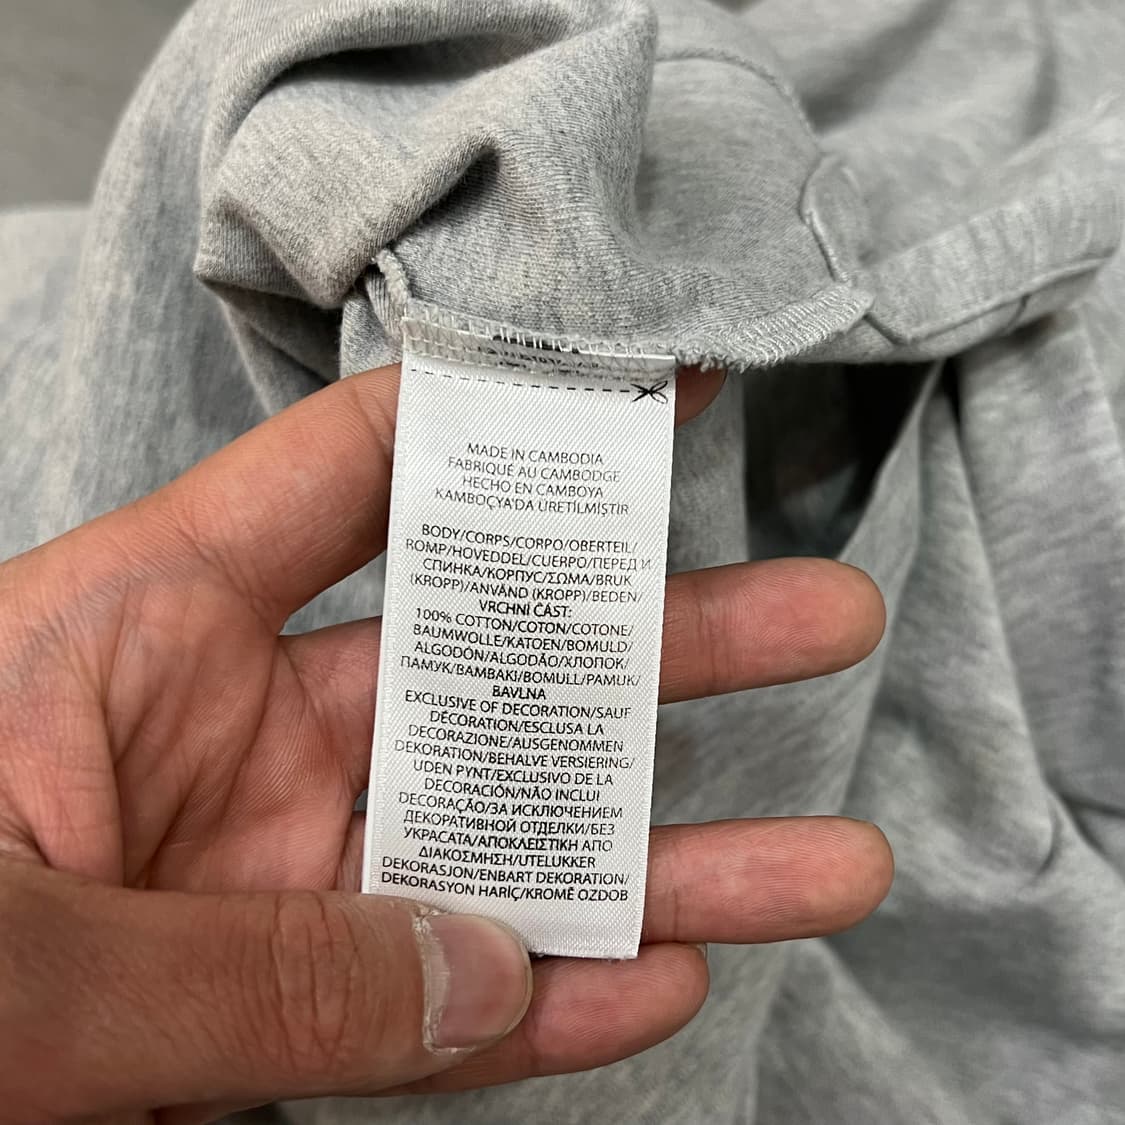 MADE IN CAMBODIA
FABRIQUÉ AU CAMBODGE
HECHO EN CAMBOYA
KAMBOÇYA'DA ÜRETİLMİŞTİR
BODY/CORPS/CORPO/OBERTEIL/
ROMP/HOVEDDEL/CUERPO/ПЕРЕД И
СПИНКА/КОРПУС/ΣΩΜΑ/BRUK
(KROPP)/ANVÄND (KROPP)/BEDEN/
VRCHNÍ ČÁST:
100% COTTON/COTON/COTONE/
BAUMWOLLE/KATOEN/BOMULD/
ALGODÓN/ALGODÃO/ХЛОПОК/
ПАМУК/ΒΑΜΒΑΚΙ/BOMULL/PAMUK/
BAVLNA
EXCLUSIVE OF DECORATION/SAUF
DÉCORATION/ESCLUSA LA
DECORAZIONE/AUSGENOMMEN
DEKORATION/BEHALVE VERSIERING/
UDEN PYNT/EXCLUSIVO DE LA
DECORACIÓN/NÃO INCLUI
DECORAÇÃO/ЗА ИСКЛЮЧЕНИЕМ
ДЕКОРАТИВНОЙ ОТДЕЛКИ/БЕЗ
УКРАСАТА/ΑΠΟΚΛΕΙΣΤΙΚΗ ΑΠΟ
ΔΙΑΚΟΣΜΗΣΗ/UTELUKKER
DEKORASJON/ENBART DEKORATION/
DEKORASYON HARİÇ/KROMĚ OZDOB